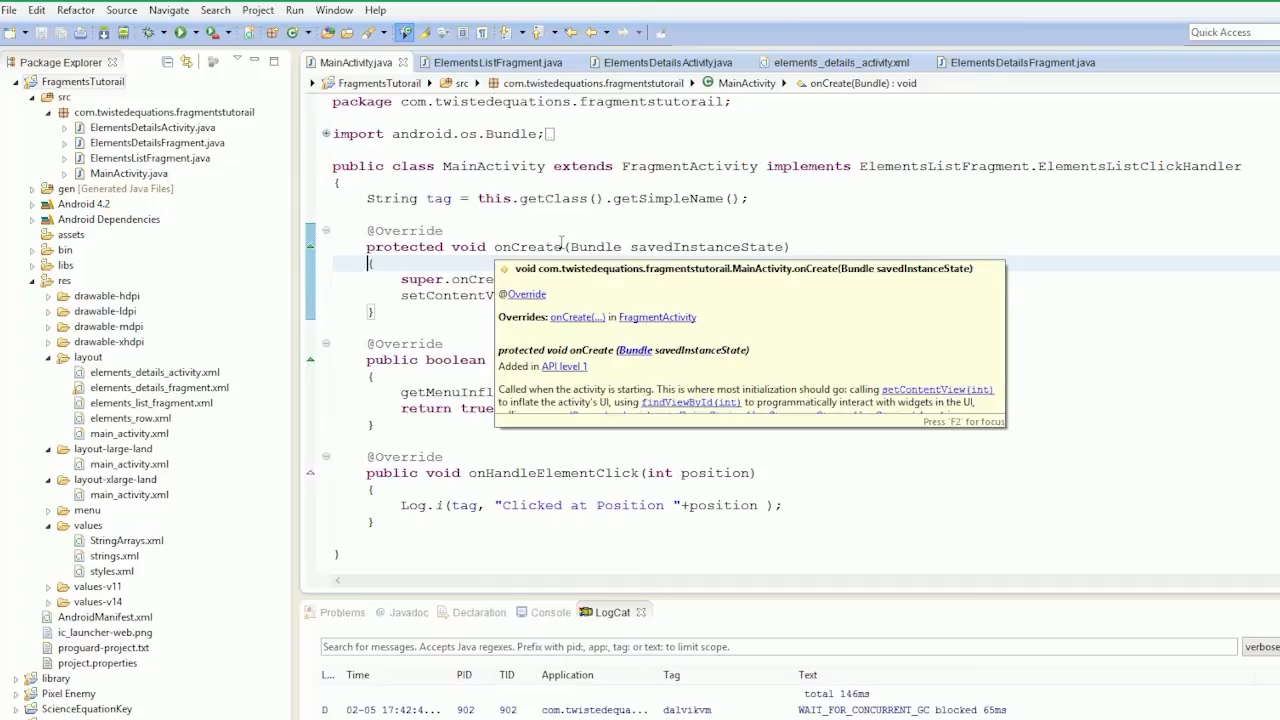 File Edit Refactor Source Navigate Search Project Run Window Help
Quick Access
Package Explorer
FragmentsTutorail
src
com.twistedequations.fragmentstutorail
ElementsDetailsActivity.java
ElementsDetailsFragment.java
ElementsListFragment.java
MainActivity.java
gen [Generated Java Files]
Android 4.2
Android Dependencies
assets
bin
libs
res
drawable-hdpi
drawable-ldpi
drawable-mdpi
drawable-xhdpi
layout
elements_details_activity.xml
elements_details_fragment.xml
elements_list_fragment.xml
elements_row.xml
main_activity.xml
layout-large-land
main_activity.xml
layout-xlarge-land
main_activity.xml
menu
values
StringArrays.xml
strings.xml
styles.xml
values-v11
values-v14
AndroidManifest.xml
ic_launcher-web.png
proguard-project.txt
project.properties
library
Pixel Enemy
ScienceEquationKey
MainActivity.java ElementsListFragment.java ElementsDetailsActivity.java elements_details_activity.xml ElementsDetailFragment.java
FragmentsTutorail src com.twistedequations.fragmentstutorail MainActivity onCreate(Bundle) : void
package com.twistedequations.fragmentstutorail;
import android.os.Bundle;
public class MainActivity extends FragmentActivity implements ElementsListFragment.ElementsListClickHandler
{
String tag = this.getClass().getSimpleName();
@Override
protected void onCreate(Bundle savedInstanceState)
{
super.onCre
setContentV
}
@Override
public boolean
{
getMenuInfl
return true
}
@Override
public void onHandleElementClick(int position)
{
Log.i(tag, "Clicked at Position "+position );
}
}
void com.twistedequations.fragmentstutorail.MainActivity.onCreate(Bundle savedInstanceState)
@Override
Overrides: onCreate(...) in FragmentActivity
protected void onCreate (Bundle savedInstanceState)
Added in API level 1
Called when the activity is starting. This is where most initialization should go: calling setContentView(int)
to inflate the activity's UI, using findViewById(int) to programmatically interact with widgets in the UI,
Press 'F2' for focus
Problems @ Javadoc Declaration Console LogCat
Search for messages. Accepts Java regexes. Prefix with pid:, app:, tag: or text: to limit scope.
verbose
L... Time PID TID Application Tag Text
total 146ms
D 02-05 17:42:4... 902 902 com.twistedequa... dalvikvm WAIT_FOR_CONCURRENT_GC blocked 65ms